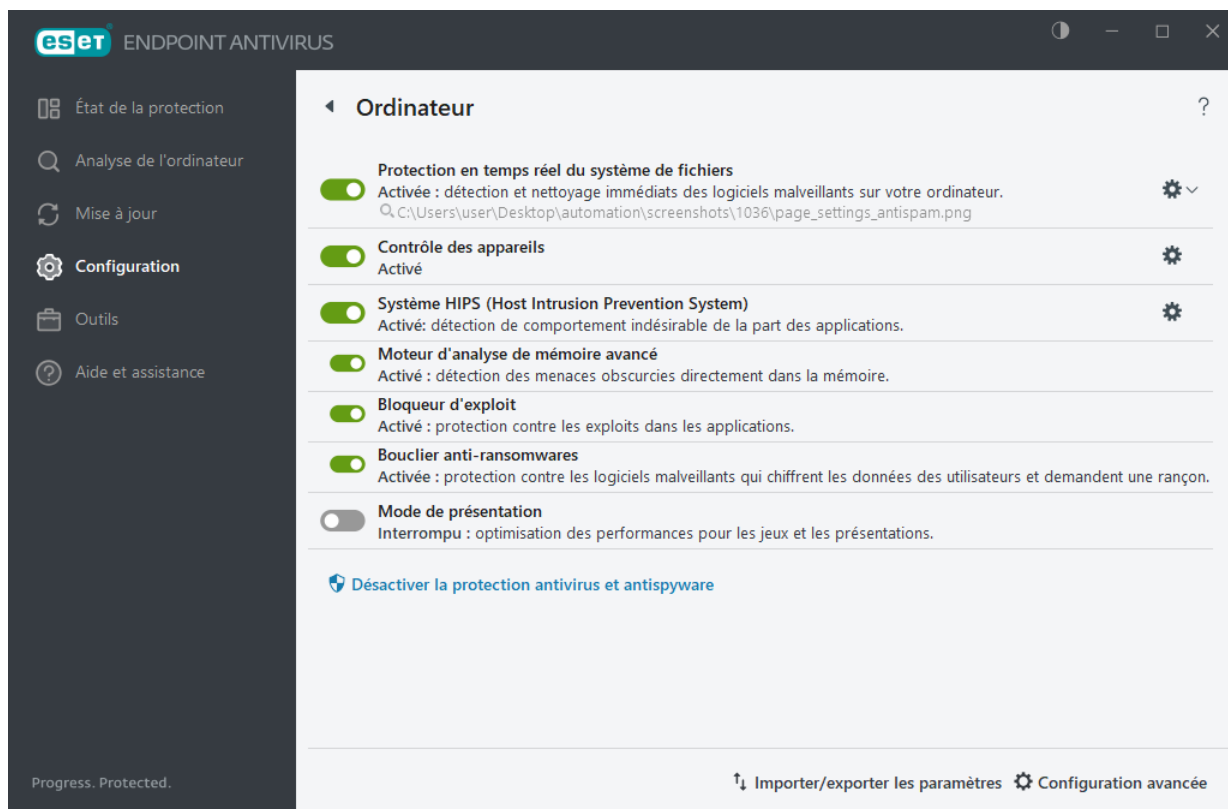 eset ENDPOINT ANTIVIRUS
État de la protection
Analyse de l'ordinateur
Mise à jour
Configuration
Outils
Aide et assistance
Progress. Protected.
Ordinateur
?
Protection en temps réel du système de fichiers
Activée : détection et nettoyage immédiats des logiciels malveillants sur votre ordinateur.
C:\Users\user\Desktop\automation\screenshots\1036\page_settings_antispam.png
Contrôle des appareils
Activé
Système HIPS (Host Intrusion Prevention System)
Activé: détection de comportement indésirable de la part des applications.
Moteur d'analyse de mémoire avancé
Activé : détection des menaces obscurcies directement dans la mémoire.
Bloqueur d'exploit
Activé : protection contre les exploits dans les applications.
Bouclier anti-ransomwares
Activée : protection contre les logiciels malveillants qui chiffrent les données des utilisateurs et demandent une rançon.
Mode de présentation
Interrompu : optimisation des performances pour les jeux et les présentations.
Désactiver la protection antivirus et antispyware
Importer/exporter les paramètres Configuration avancée